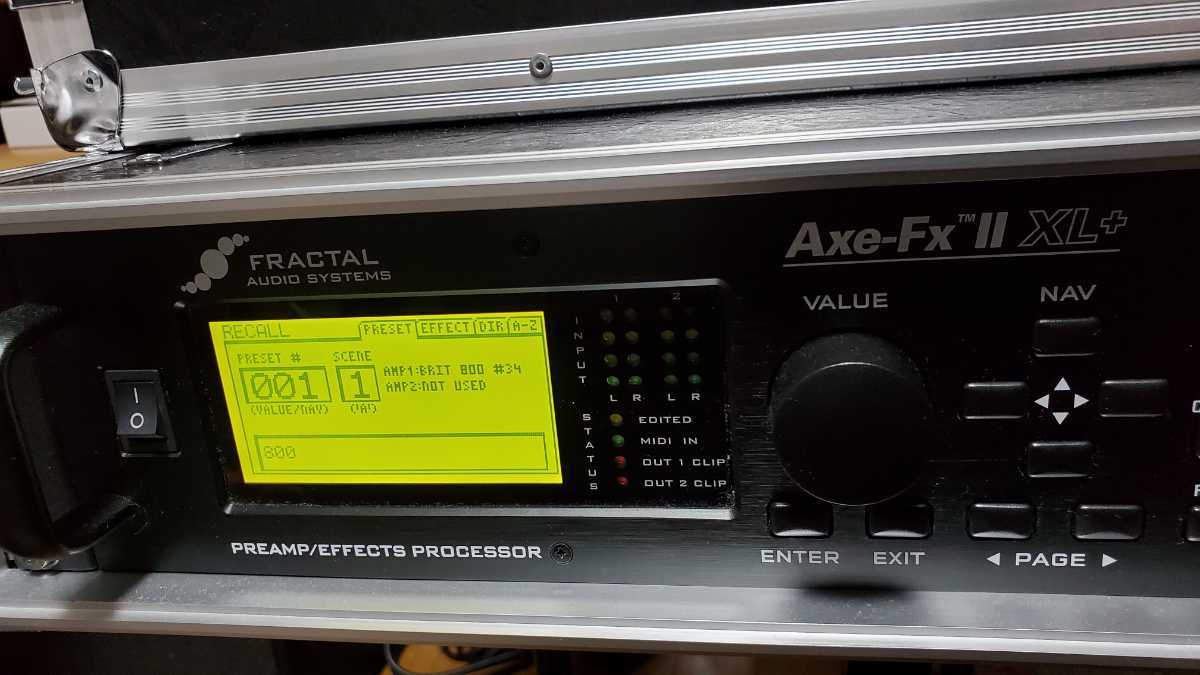 FRACTAL
AUDIO SYSTEMS
Axe-Fx™ II XL+
RECALL
PRESET EFFECT DIR A-Z
PRESET #
001
(VALUE/NAV)
SCENE
1
AMP1:BRIT 800 #34
AMP2:NOT USED
800
INPUT
1 2
L R L R
STATUS
EDITED
MIDI IN
OUT 1 CLIP
OUT 2 CLIP
VALUE
NAV
I
O
PREAMP/EFFECTS PROCESSOR
ENTER
EXIT
◀ PAGE ▶